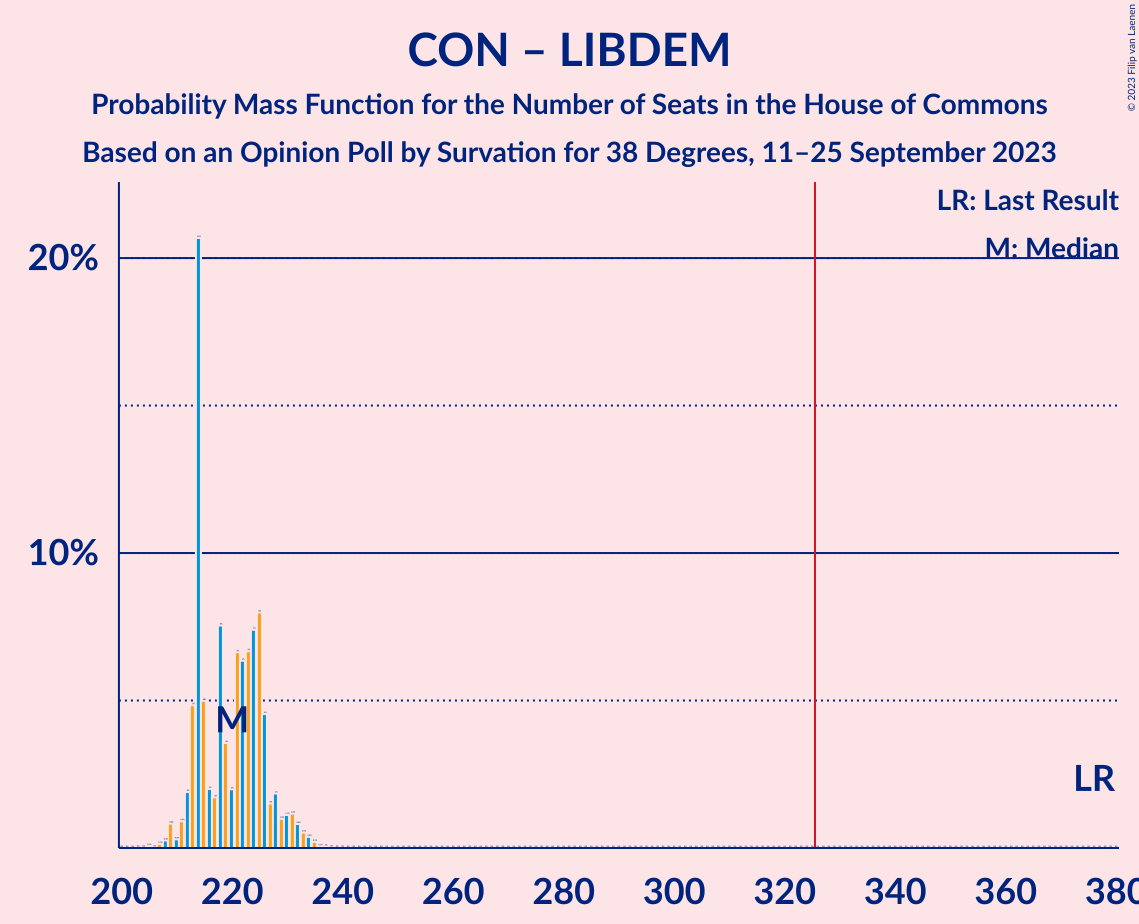 CON – LIBDEM
Probability Mass Function for the Number of Seats in the House of Commons
Based on an Opinion Poll by Survation for 38 Degrees, 11–25 September 2023
© 2023 Filip van Laenen
LR: Last Result
M: Median
20%
10%
M
LR
200 220 240 260 280 300 320 340 360 380